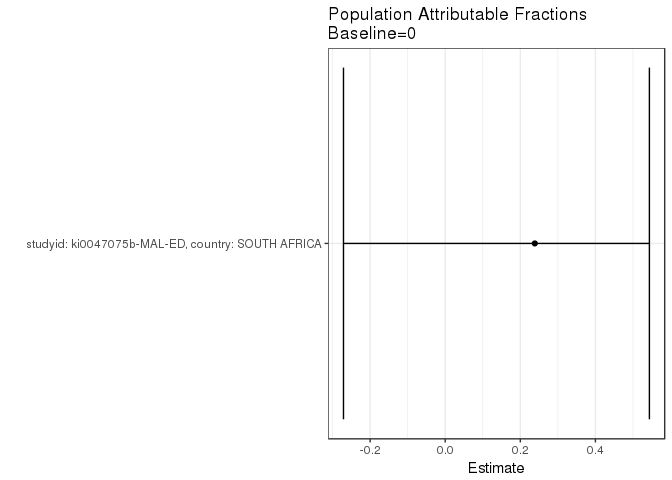 Population Attributable Fractions
Baseline=0
studyid: ki0047075b-MAL-ED, country: SOUTH AFRICA
-0.2 0.0 0.2 0.4
Estimate